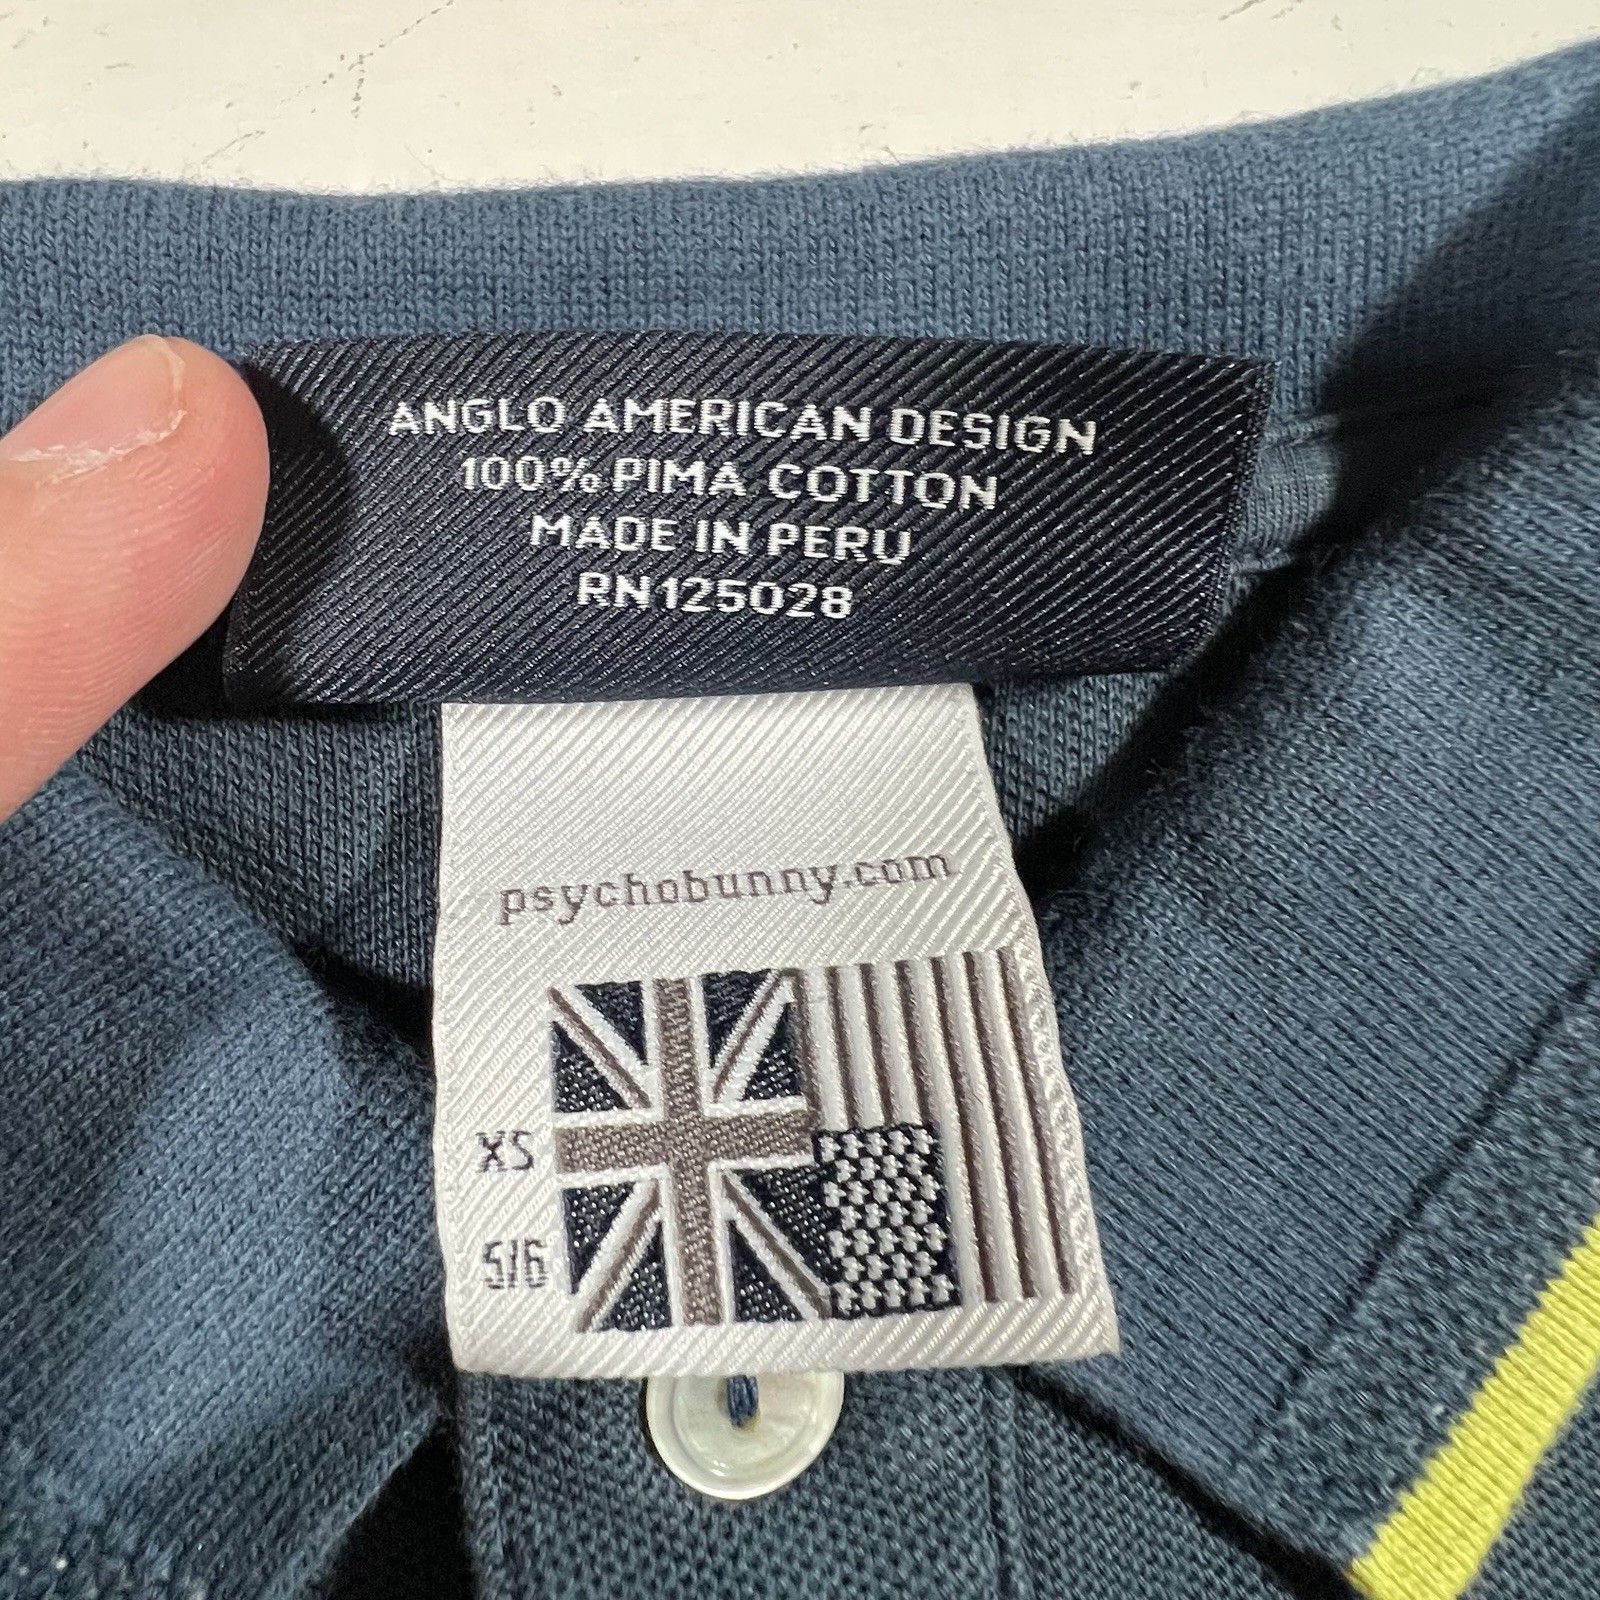 ANGLO AMERICAN DESIGN
100% PIMA COTTON
MADE IN PERU
RN125028
psychobunny.com
XS
5/6